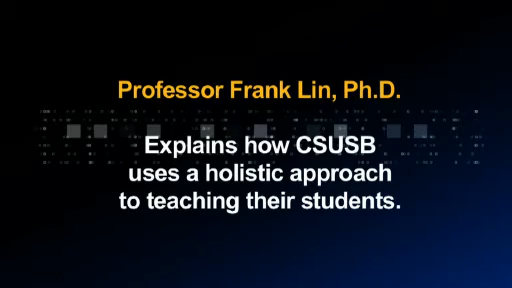 Professor Frank Lin, Ph.D.
Explains how CSUSB
uses a holistic approach
to teaching their students.